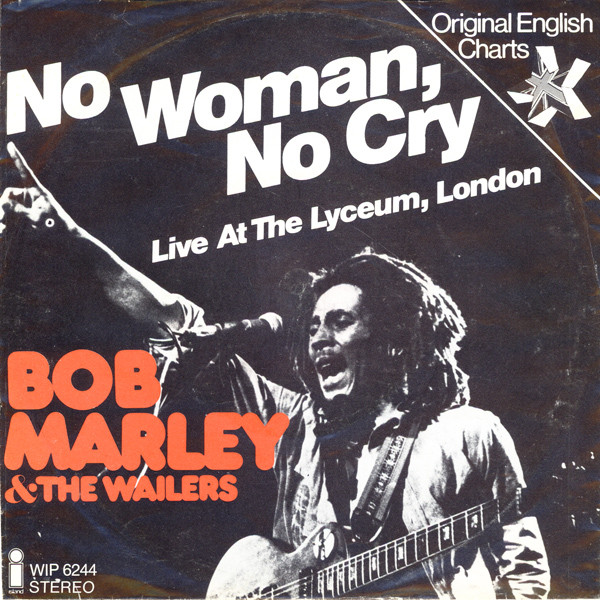 Original English
Charts
No Woman,
No Cry
Live At The Lyceum, London
BOB
MARLEY
& THE WAILERS
island
WIP 6244
STEREO